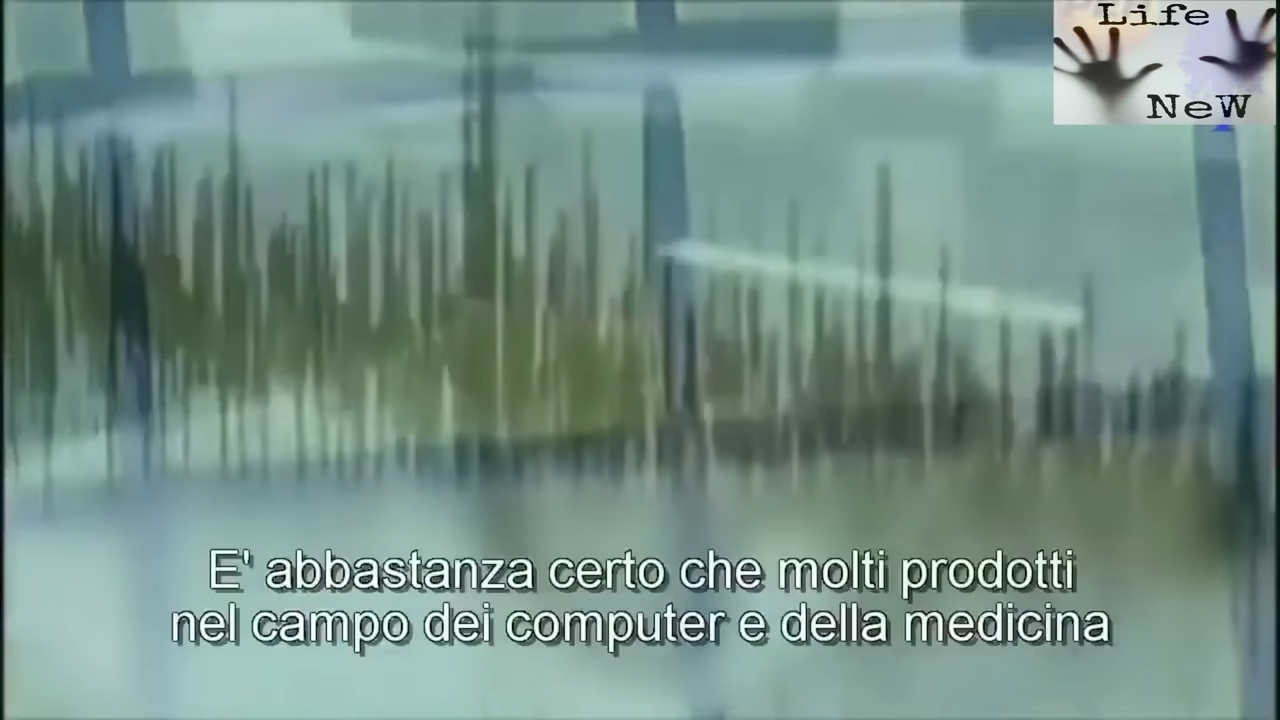 Life
NeW
E' abbastanza certo che molti prodotti
nel campo dei computer e della medicina